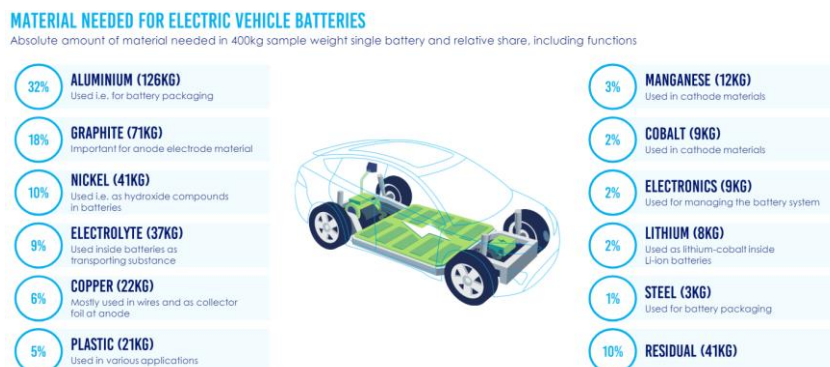 MATERIAL NEEDED FOR ELECTRIC VEHICLE BATTERIES
Absolute amount of material needed in 400kg sample weight single battery and relative share, including functions
32%
ALUMINIUM (126KG)
Used i.e. for battery packaging
18%
GRAPHITE (71KG)
Important for anode electrode material
10%
NICKEL (41KG)
Used i.e. as hydroxide compounds
in batteries
9%
ELECTROLYTE (37KG)
Used inside batteries as
transporting substance
6%
COPPER (22KG)
Mostly used in wires and as collector
foil at anode
5%
PLASTIC (21KG)
Used in various applications
3%
MANGANESE (12KG)
Used in cathode materials
2%
COBALT (9KG)
Used in cathode materials
2%
ELECTRONICS (9KG)
Used for managing the battery system
2%
LITHIUM (8KG)
Used as lithium-cobalt inside
Li-ion batteries
1%
STEEL (3KG)
Used for battery packaging
10%
RESIDUAL (41KG)